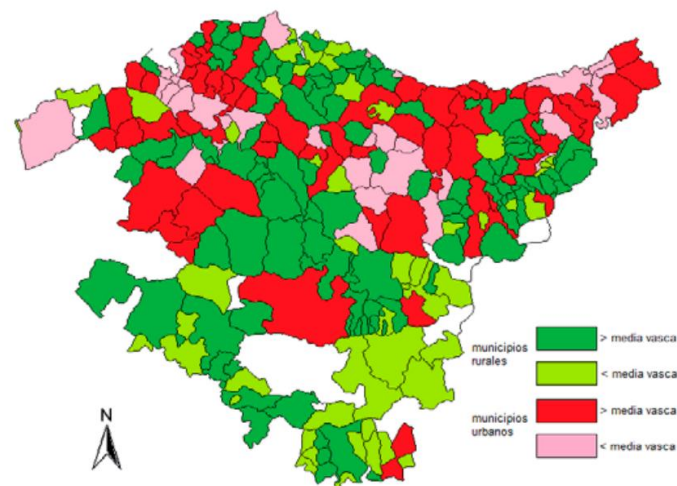 municipios
rurales
> media vasca
< media vasca
municipios
urbanos
> media vasca
< media vasca
N